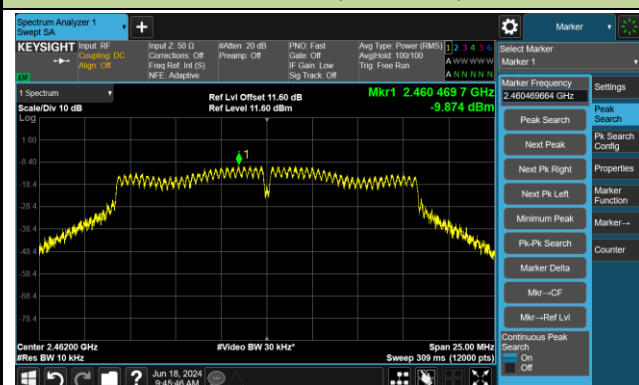 Spectrum Analyzer 1
Swept SA
Marker
KEYSIGHT
Input: RF
Coupling: DC
Align: Off
Input Z: 50 Ω
Corrections: Off
Freq Ref: Int (S)
NFE: Adaptive
#Atten: 20 dB
Preamp: Off
PNO: Fast
Gate: Off
IF Gain: Low
Sig Track: Off
Avg Type: Power (RMS)
Avg|Hold: 100/100
Trig: Free Run
1 2 3 4 5 6
A W W W W W
A N N N N N
LVI
Select Marker
Marker 1
1 Spectrum
Scale/Div 10 dB
Log
Ref Lvl Offset 11.60 dB
Ref Level 11.60 dBm
Mkr1 2.460 469 7 GHz
-9.874 dBm
1.60
-8.40
-18.4
-28.4
-38.4
-48.4
-58.4
-68.4
-78.4
1
Center 2.46200 GHz
#Res BW 10 kHz
#Video BW 30 kHz*
Span 25.00 MHz
Sweep 309 ms (12000 pts)
Marker Frequency
2.460469664 GHz
Peak Search
Next Peak
Next Pk Right
Next Pk Left
Minimum Peak
Pk-Pk Search
Marker Delta
Mkr→CF
Mkr→Ref Lvl
Continuous Peak
Search
On
Off
Settings
Peak
Search
Pk Search
Config
Properties
Marker
Function
Marker→
Counter
Jun 18, 2024
9:45:46 AM